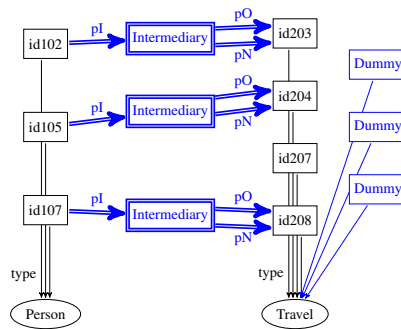 id102
pI
Intermediary
pO
pN
id203
Dummy
id105
pI
Intermediary
pO
pN
id204
Dummy
id207
Dummy
id107
pI
Intermediary
pO
pN
id208
type
type
Person
Travel